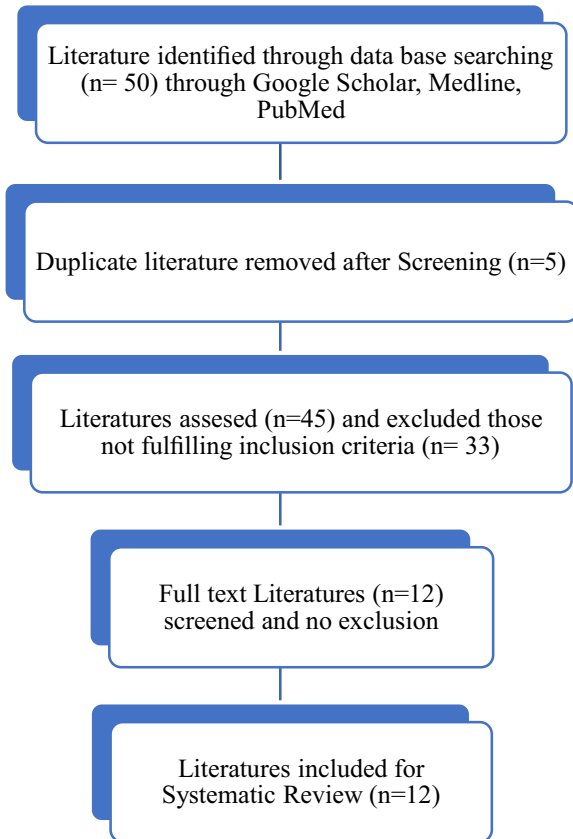 Literature identified through data base searching
(n= 50) through Google Scholar, Medline,
PubMed
Duplicate literature removed after Screening (n=5)
Literatures assesed (n=45) and excluded those
not fulfilling inclusion criteria (n= 33)
Full text Literatures (n=12)
screened and no exclusion
Literatures included for
Systematic Review (n=12)